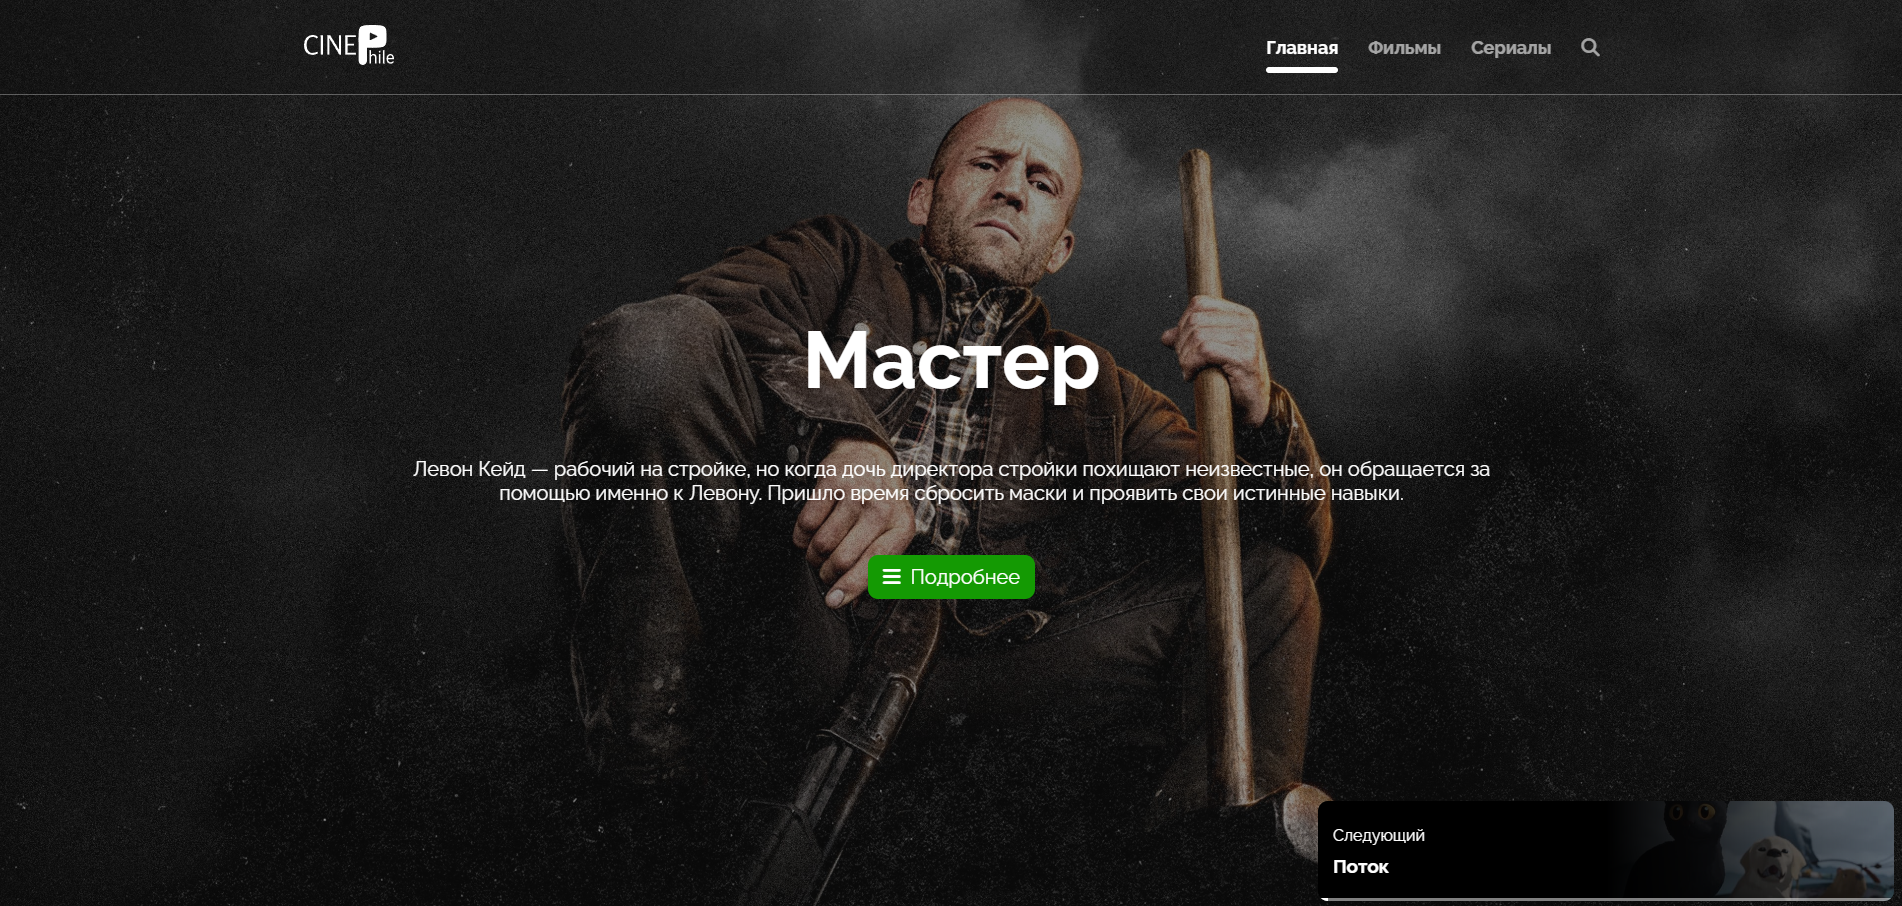 CINEPhile
Главная Фильмы Сериалы
Мастер
Левон Кейд — рабочий на стройке, но когда дочь директора стройки похищают неизвестные, он обращается за
помощью именно к Левону. Пришло время сбросить маски и проявить свои истинные навыки.
Подробнее
Следующий
Поток